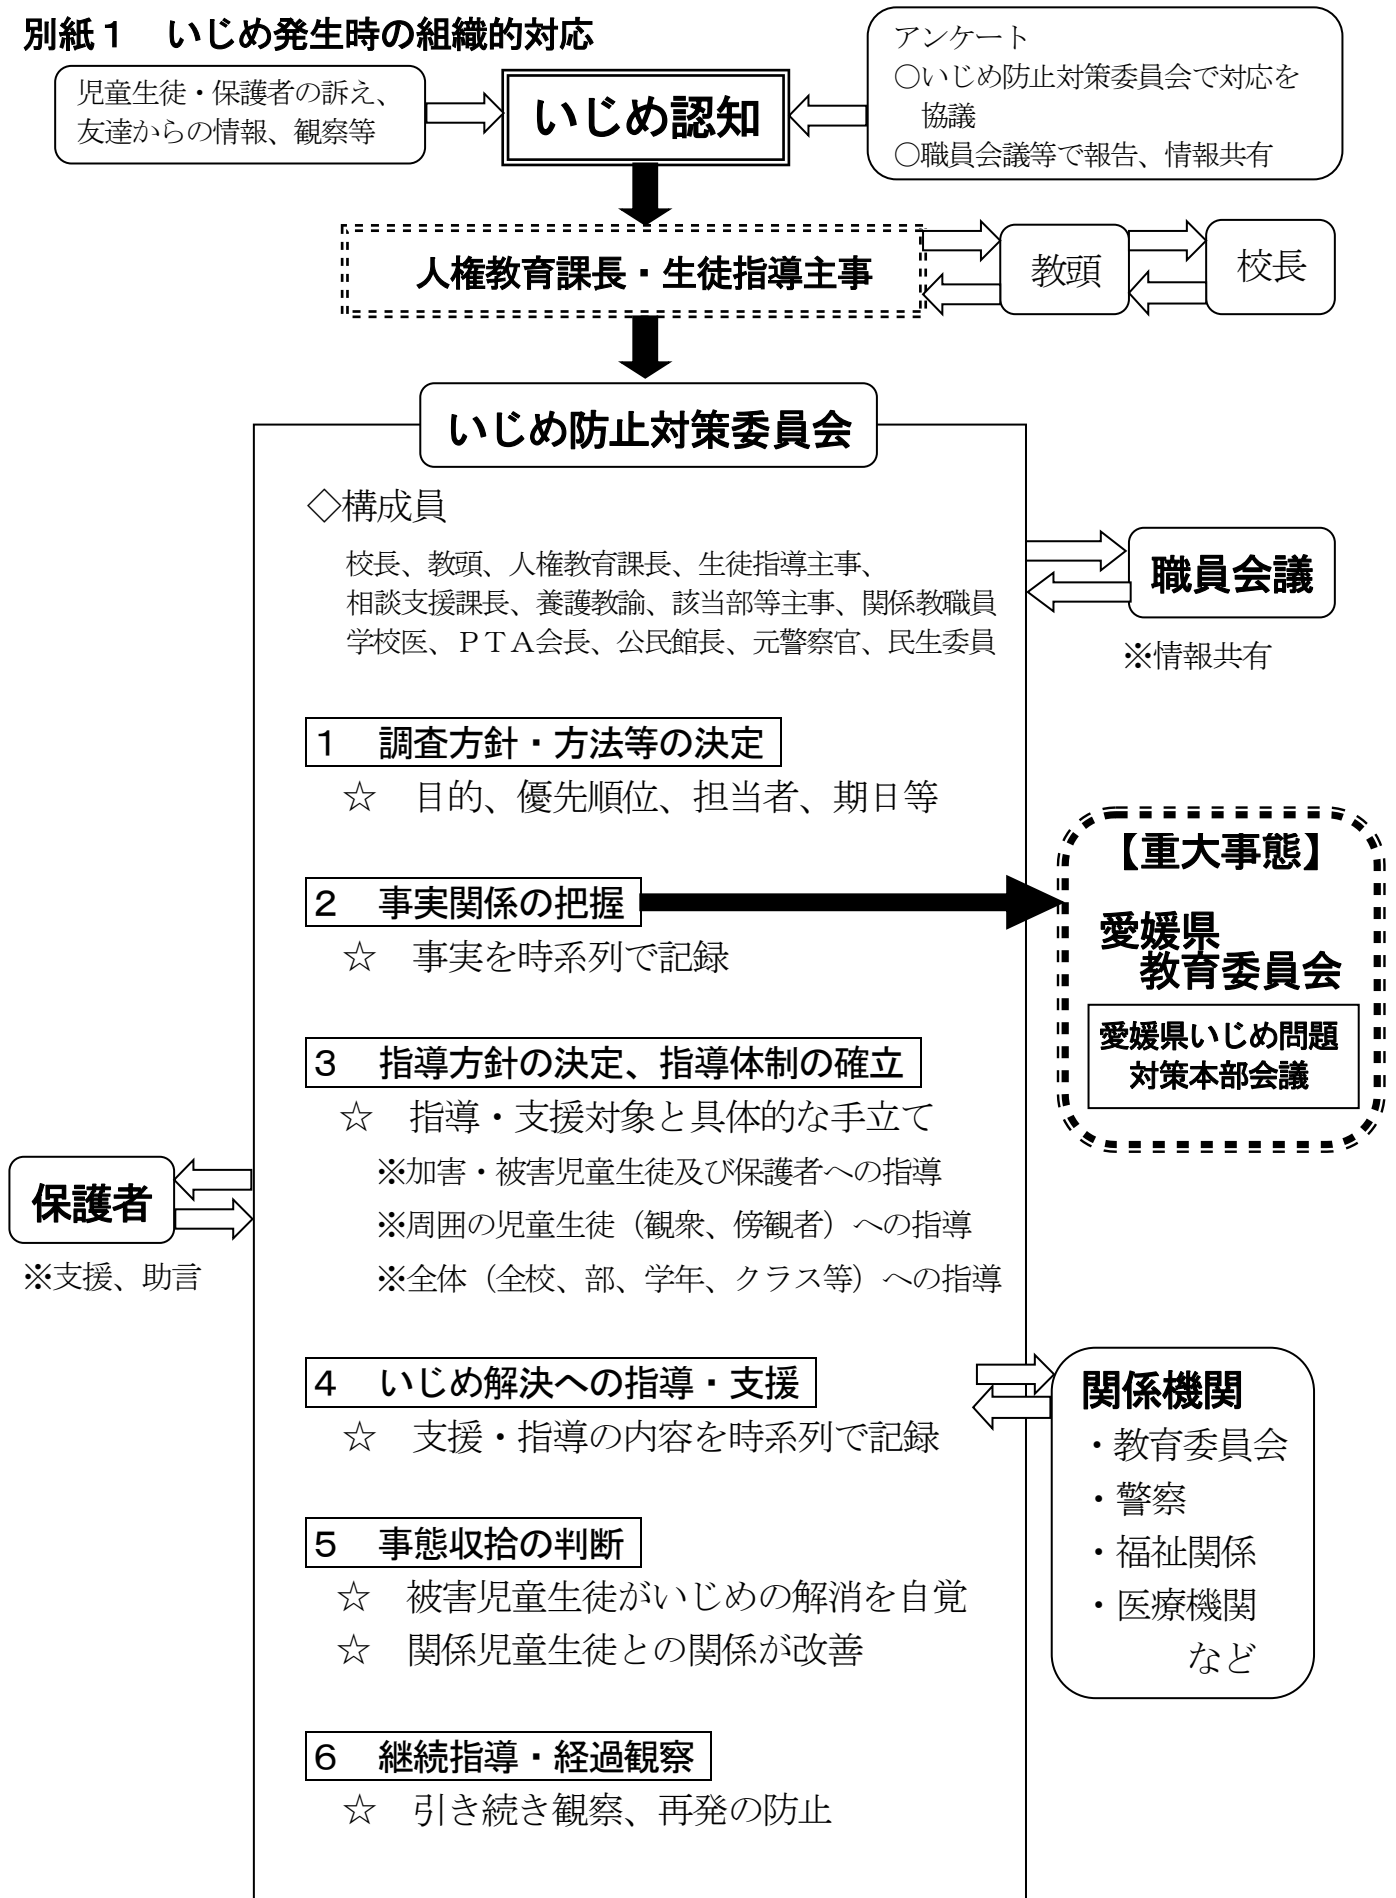 別紙１　いじめ発生時の組織的対応
児童生徒・保護者の訴え、
友達からの情報、観察等
いじめ認知
アンケート
○いじめ防止対策委員会で対応を
協議
○職員会議等で報告、情報共有
人権教育課長・生徒指導主事
教頭
校長
いじめ防止対策委員会
◇構成員
校長、教頭、人権教育課長、生徒指導主事、
相談支援課長、養護教諭、該当部等主事、関係教職員
学校医、ＰＴＡ会長、公民館長、元警察官、民生委員
職員会議
※情報共有
１　調査方針・方法等の決定
☆　目的、優先順位、担当者、期日等
２　事実関係の把握
☆　事実を時系列で記録
【重大事態】
愛媛県
教育委員会
愛媛県いじめ問題
対策本部会議
３　指導方針の決定、指導体制の確立
☆　指導・支援対象と具体的な手立て
※加害・被害児童生徒及び保護者への指導
※周囲の児童生徒（観衆、傍観者）への指導
※全体（全校、部、学年、クラス等）への指導
保護者
※支援、助言
４　いじめ解決への指導・支援
☆　支援・指導の内容を時系列で記録
関係機関
・教育委員会
・警察
・福祉関係
・医療機関
など
５　事態収拾の判断
☆　被害児童生徒がいじめの解消を自覚
☆　関係児童生徒との関係が改善
６　継続指導・経過観察
☆　引き続き観察、再発の防止